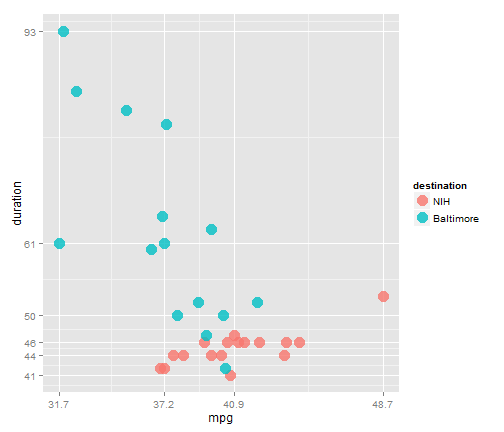 93
61
50
46
44
41
31.7 37.2 40.9 48.7
mpg
duration
destination
NIH
Baltimore